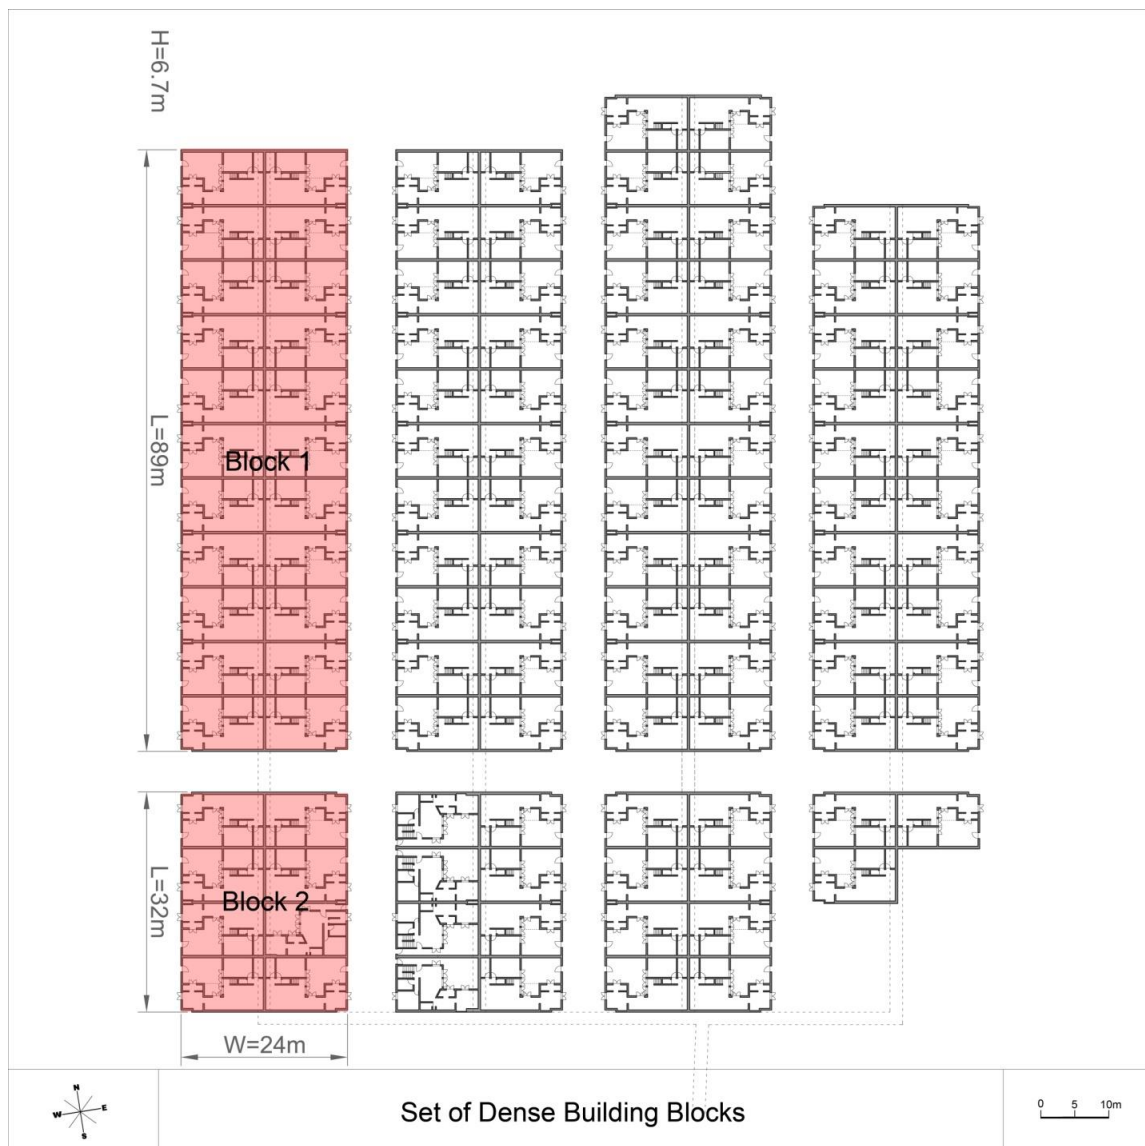 H=6.7m
L=89m
Block 1
L=32m
Block 2
W=24m
N
W E
S
Set of Dense Building Blocks
0 5 10m